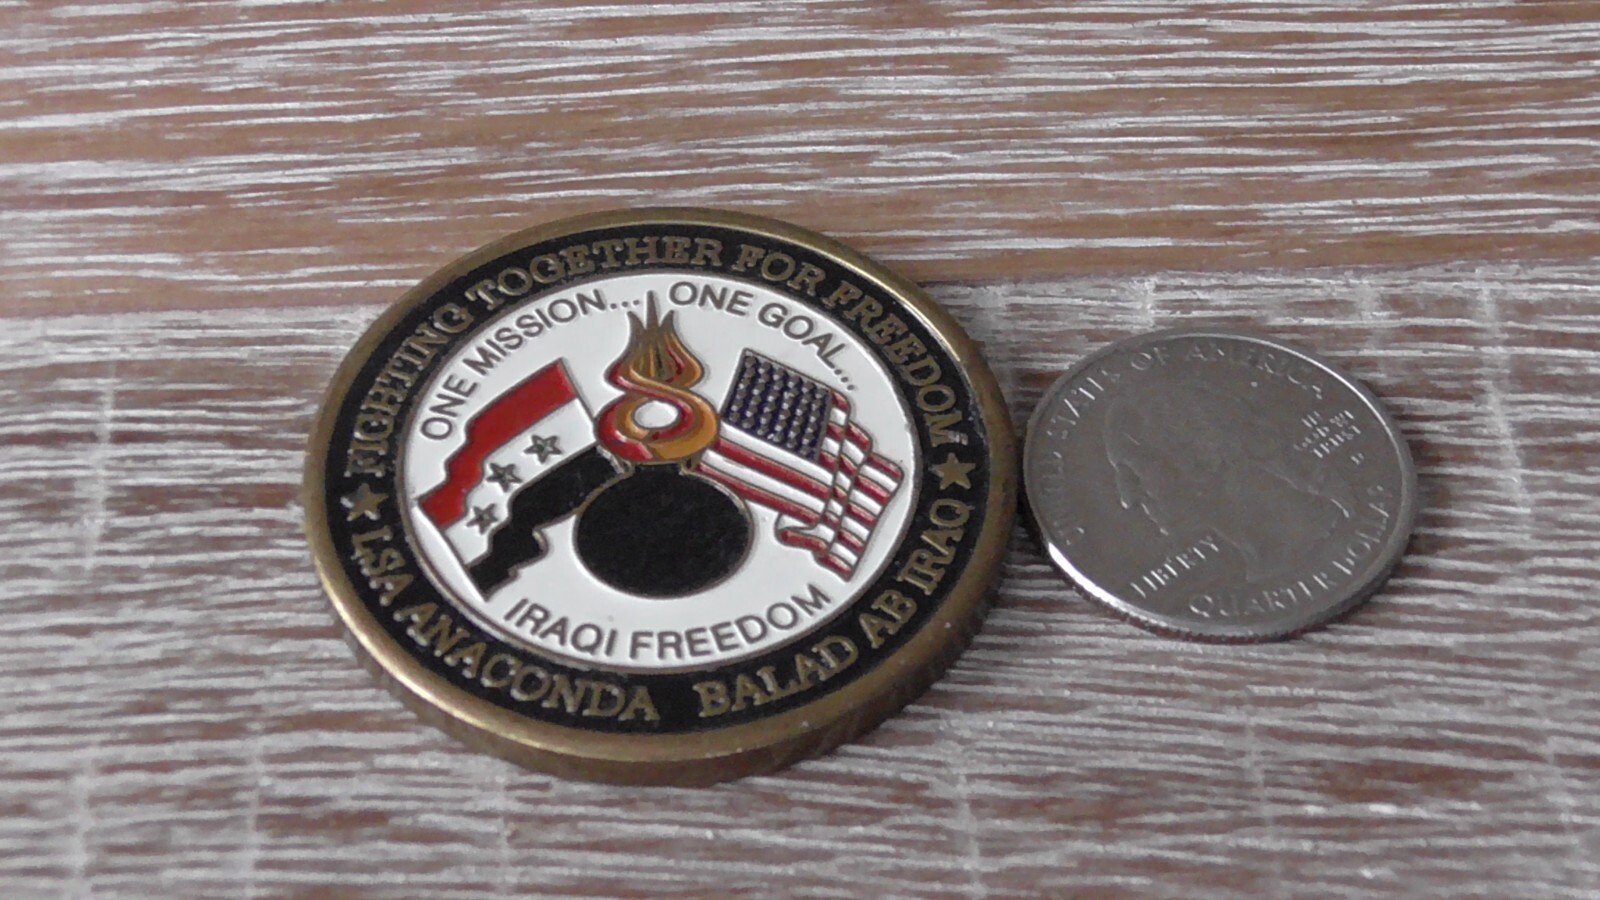 FIGHTING TOGETHER FOR FREEDOM
ONE MISSION... ONE GOAL...
IRAQI FREEDOM
LSA ANACONDA BALAD AB IRAQ
UNITED STATES OF AMERICA
IN
GOD WE
TRUST
LIBERTY
QUARTER DOLLAR